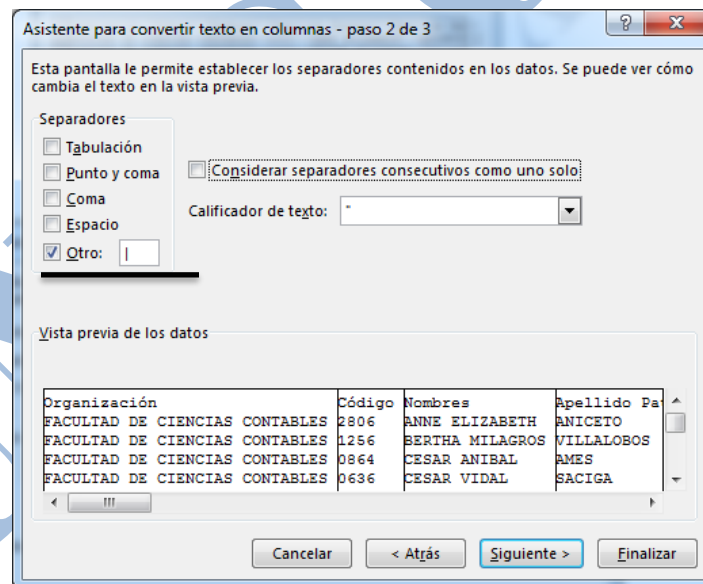 Asistente para convertir texto en columnas - paso 2 de 3
Esta pantalla le permite establecer los separadores contenidos en los datos. Se puede ver cómo
cambia el texto en la vista previa.
Separadores
Tabulación
Punto y coma
Considerar separadores consecutivos como uno solo
Coma
Calificador de texto: "
Espacio
Otro: |
Vista previa de los datos
Organización Código Nombres Apellido Pa
FACULTAD DE CIENCIAS CONTABLES 2806 ANNE ELIZABETH ANICETO
FACULTAD DE CIENCIAS CONTABLES 1256 BERTHA MILAGROS VILLALOBOS
FACULTAD DE CIENCIAS CONTABLES 0864 CESAR ANIBAL AMES
FACULTAD DE CIENCIAS CONTABLES 0636 CESAR VIDAL SACIGA
Cancelar < Atrás Siguiente > Finalizar